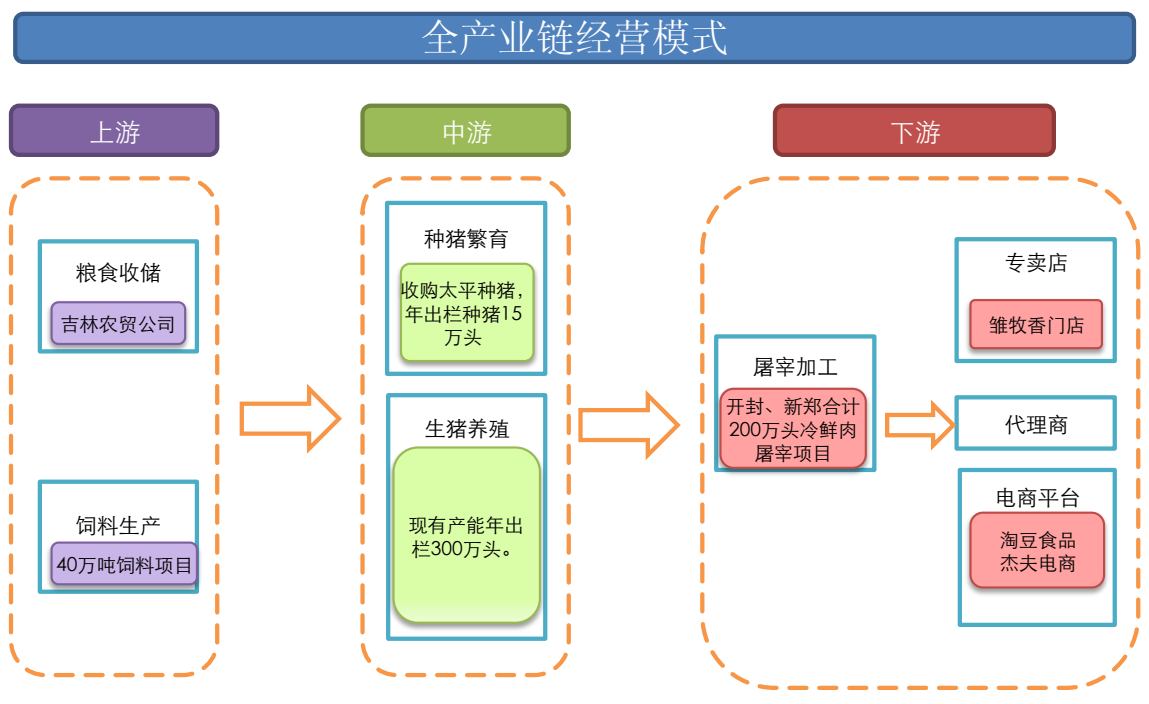 全产业链经营模式
上游
粮食收储
吉林农贸公司
饲料生产
40万吨饲料项目
中游
种猪繁育
收购太平种猪，
年出栏种猪15
万头
生猪养殖
现有产能年出
栏300万头。
下游
屠宰加工
开封、新郑合计
200万头冷鲜肉
屠宰项目
专卖店
雏牧香门店
代理商
电商平台
淘豆食品
杰夫电商